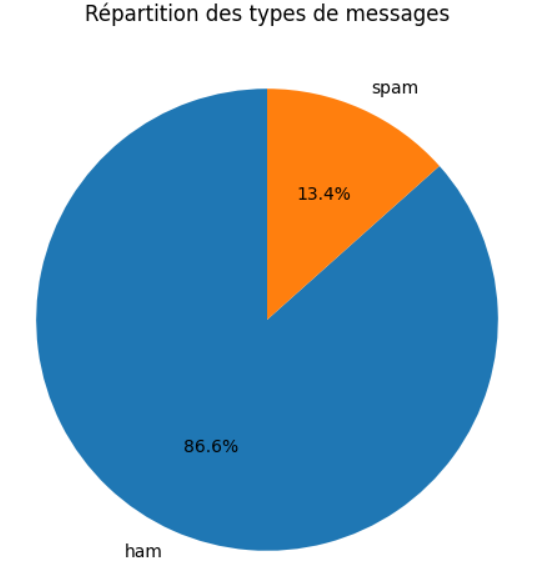 Répartition des types de messages
spam
13.4%
86.6%
ham